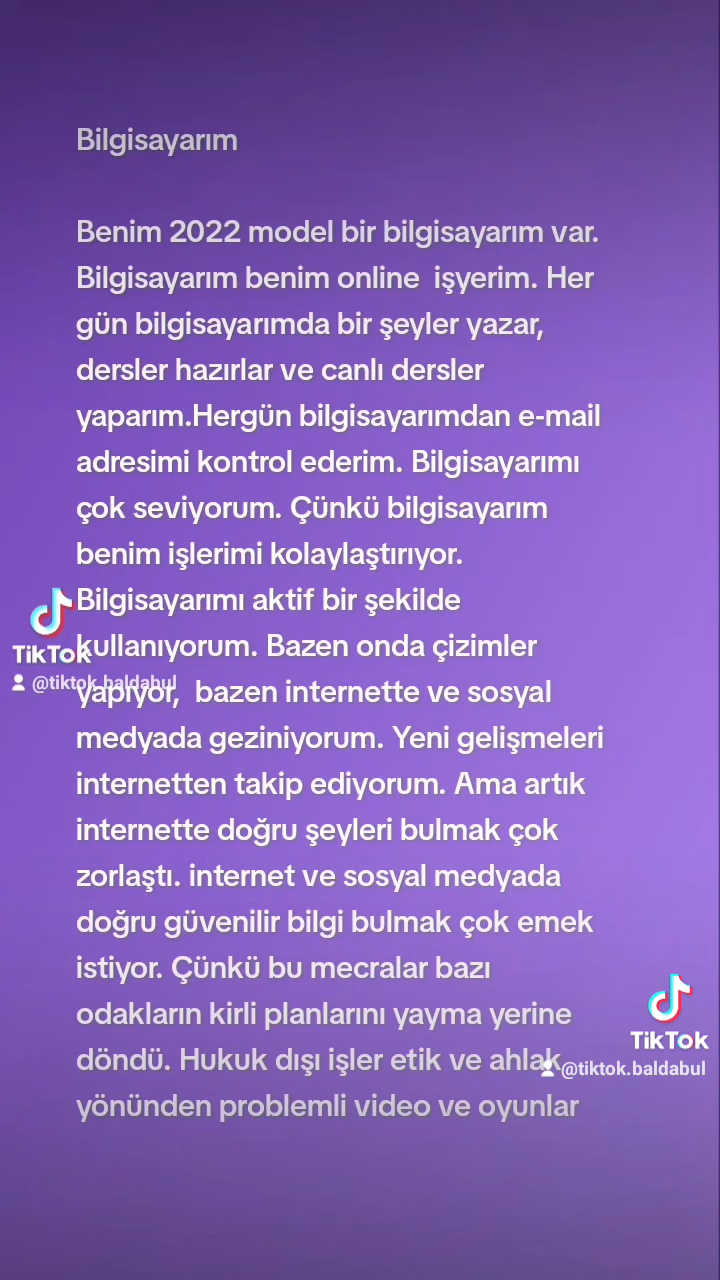 Bilgisayarım
Benim 2022 model bir bilgisayarım var.
Bilgisayarım benim online  işyerim. Her
gün bilgisayarımda bir şeyler yazar,
dersler hazırlar ve canlı dersler
yaparım.Hergün bilgisayarımdan e-mail
adresimi kontrol ederim. Bilgisayarımı
çok seviyorum. Çünkü bilgisayarım
benim işlerimi kolaylaştırıyor.
Bilgisayarımı aktif bir şekilde
kullanıyorum. Bazen onda çizimler
yapıyor,  bazen internette ve sosyal
medyada geziniyorum. Yeni gelişmeleri
internetten takip ediyorum. Ama artık
internette doğru şeyleri bulmak çok
zorlaştı. internet ve sosyal medyada
doğru güvenilir bilgi bulmak çok emek
istiyor. Çünkü bu mecralar bazı
odakların kirli planlarını yayma yerine
döndü. Hukuk dışı işler etik ve ahlak
yönünden problemli video ve oyunlar
TikTok
@tiktok.baldabul
TikTok
@tiktok.baldabul